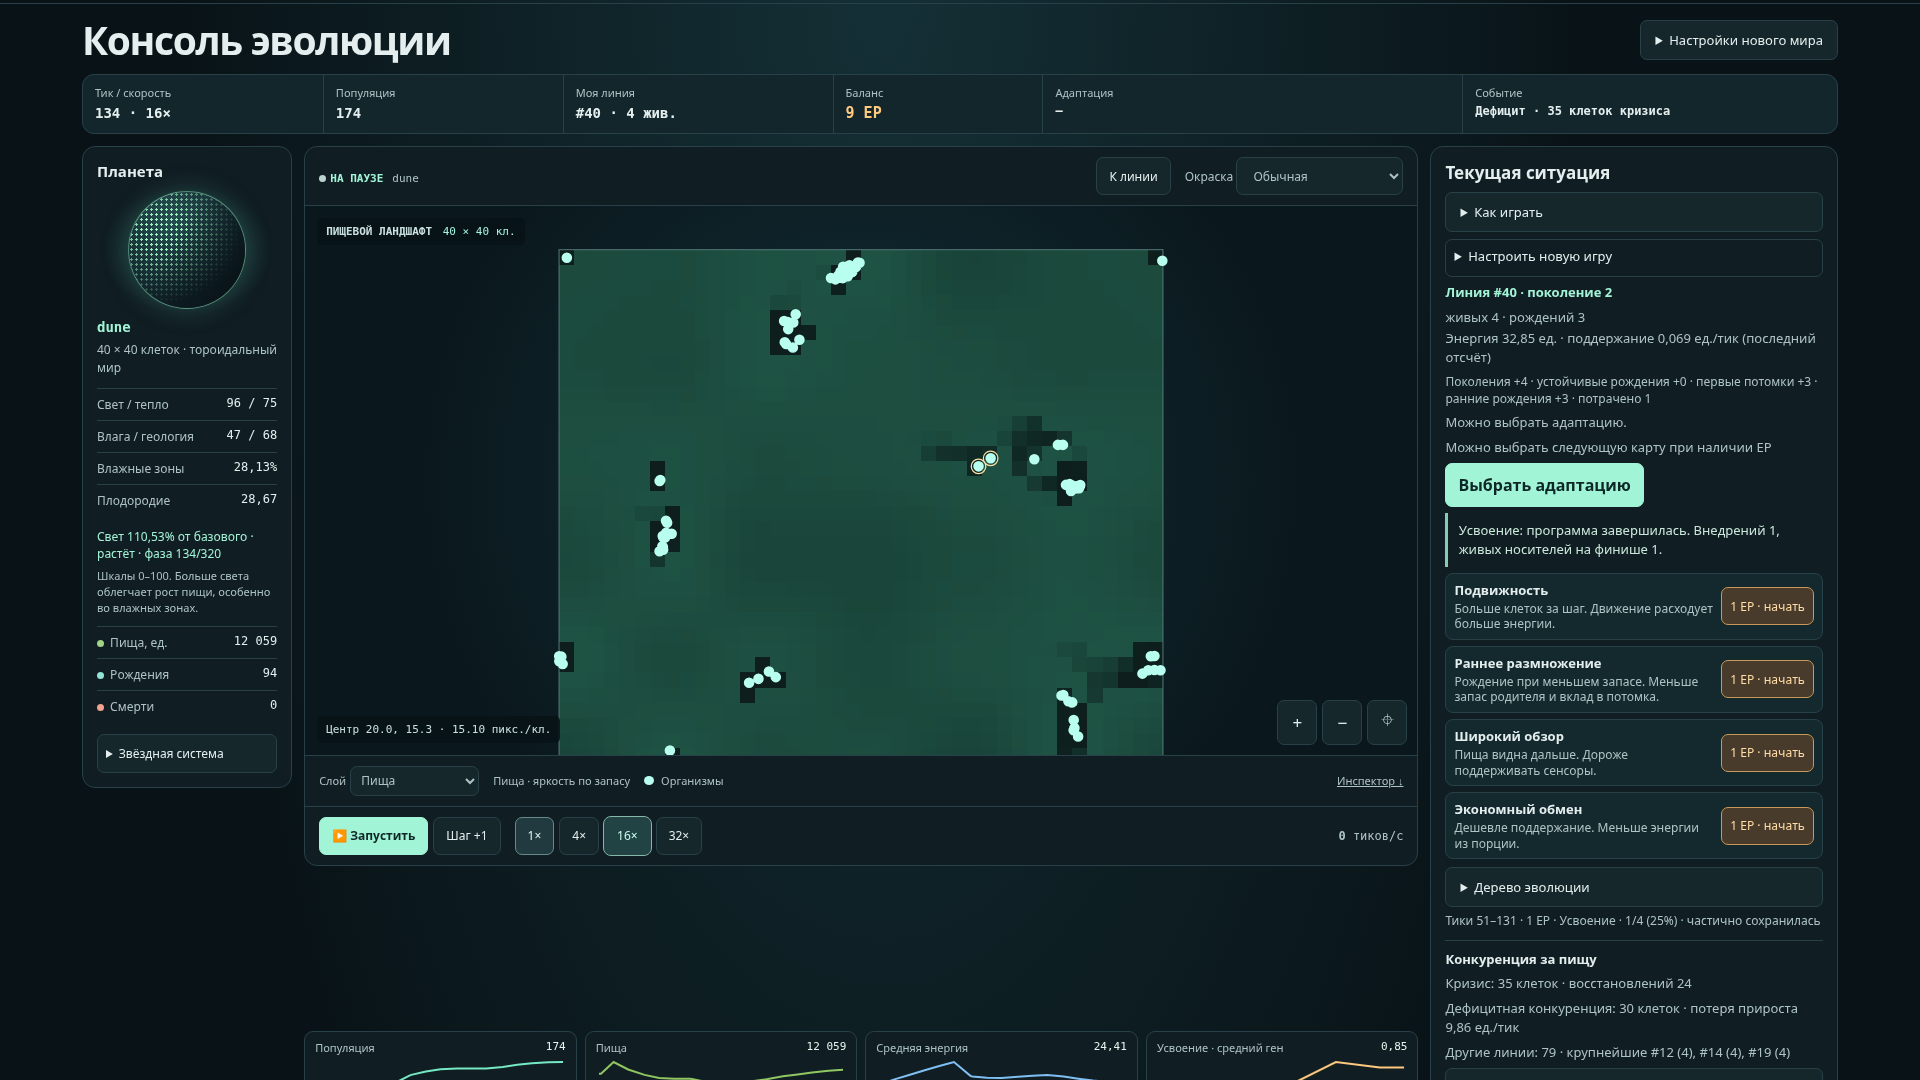 Консоль эволюции
▶ Настройки нового мира
Тик / скорость
134 · 16×
Популяция
174
Моя линия
#40 · 4 жив.
Баланс
9 EP
Адаптация
–
Событие
Дефицит · 35 клеток кризиса
Планета
dune
40 × 40 клеток · тороидальный
мир
Свет / тепло 96 / 75
Влага / геология 47 / 68
Влажные зоны 28,13%
Плодородие 28,67
Свет 110,53% от базового ·
растёт · фаза 134/320
Шкалы 0–100. Больше света
облегчает рост пищи, особенно
во влажных зонах.
Пища, ед. 12 059
Рождения 94
Смерти 0
▶ Звёздная система
НА ПАУЗЕ dune
К линии
Окраска Обычная
ПИЩЕВОЙ ЛАНДШАФТ 40 × 40 кл.
Центр 20.0, 15.3 · 15.10 пикс./кл.
+ −
Слой Пища
Пища · яркость по запасу
Организмы
Инспектор ↓
▶ Запустить
Шаг +1
1×
4×
16×
32×
0 тиков/с
Популяция 174
Пища 12 059
Средняя энергия 24,41
Усвоение · средний ген 0,85
Текущая ситуация
▶ Как играть
▶ Настроить новую игру
Линия #40 · поколение 2
живых 4 · рождений 3
Энергия 32,85 ед. · поддержание 0,069 ед./тик (последний
отсчёт)
Поколения +4 · устойчивые рождения +0 · первые потомки +3 ·
ранние рождения +3 · потрачено 1
Можно выбрать адаптацию.
Можно выбрать следующую карту при наличии EP
Выбрать адаптацию
Усвоение: программа завершилась. Внедрений 1,
живых носителей на финише 1.
Подвижность
Больше клеток за шаг. Движение расходует
больше энергии.
1 EP · начать
Раннее размножение
Рождение при меньшем запасе. Меньше
запас родителя и вклад в потомка.
1 EP · начать
Широкий обзор
Пища видна дальше. Дороже
поддерживать сенсоры.
1 EP · начать
Экономный обмен
Дешевле поддержание. Меньше энергии
из порции.
1 EP · начать
▶ Дерево эволюции
Тики 51–131 · 1 EP · Усвоение · 1/4 (25%) · частично сохранилась
Конкуренция за пищу
Кризис: 35 клеток · восстановлений 24
Дефицитная конкуренция: 30 клеток · потеря прироста
9,86 ед./тик
Другие линии: 79 · крупнейшие #12 (4), #14 (4), #19 (4)